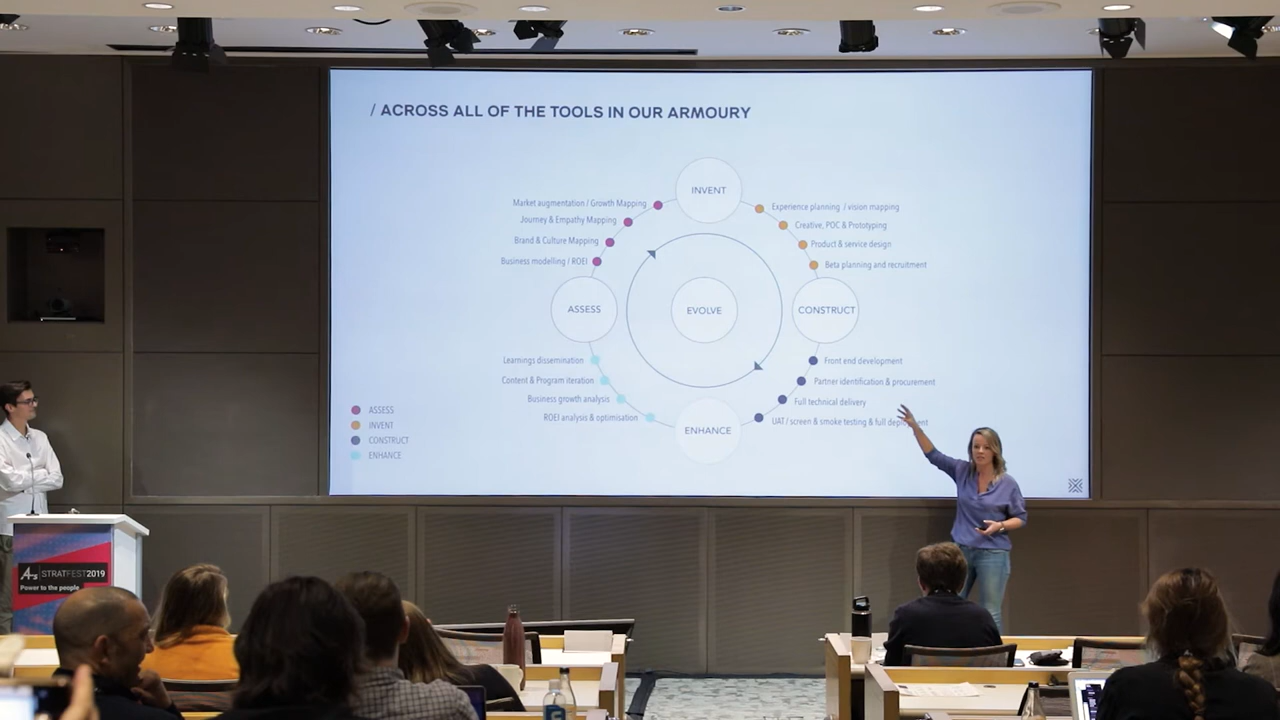 / ACROSS ALL OF THE TOOLS IN OUR ARMOURY
INVENT
Market augmentation / Growth Mapping
Journey & Empathy Mapping
Brand & Culture Mapping
Business modelling / ROEI
Experience planning / vision mapping
Creative, POC & Prototyping
Product & service design
Beta planning and recruitment
ASSESS
EVOLVE
CONSTRUCT
Learnings dissemination
Content & Program iteration
Business growth analysis
ROEI analysis & optimisation
Front end development
Partner identification & procurement
Full technical delivery
UAT / screen & smoke testing & full deployment
ENHANCE
ASSESS
INVENT
CONSTRUCT
ENHANCE
4As STRATFEST2019
Power to the people